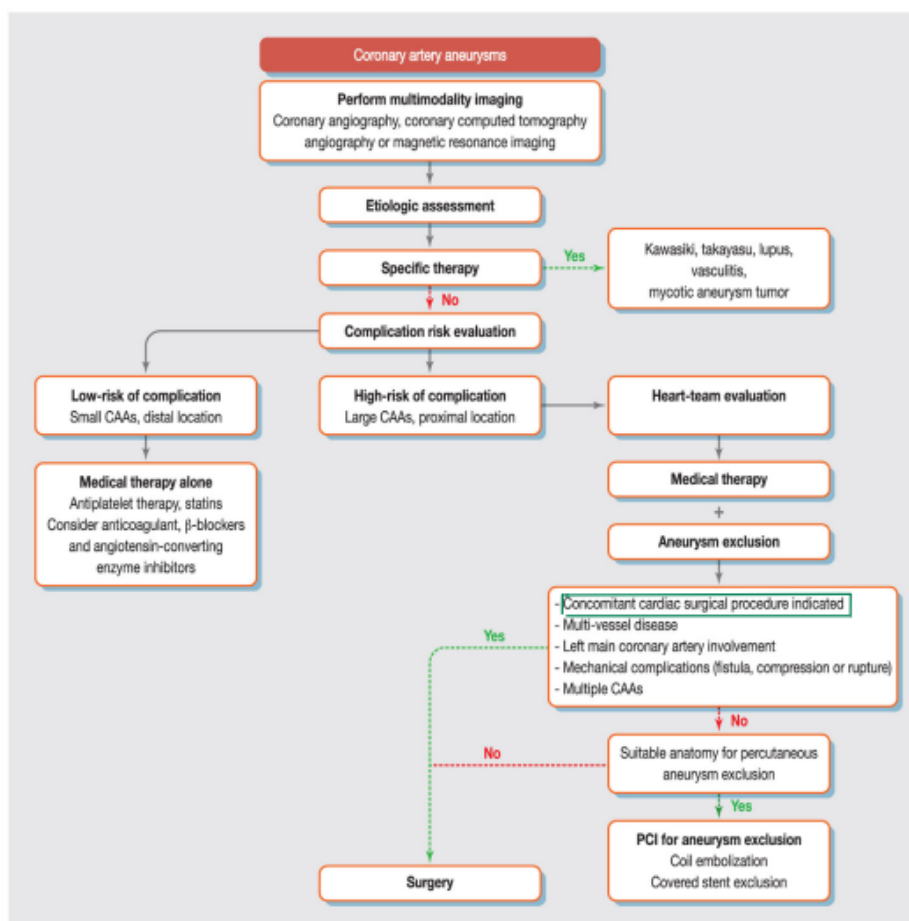 Coronary artery aneurysms
Perform multimodality imaging
Coronary angiography, coronary computed tomography
angiography or magnetic resonance imaging
Etiologic assessment
Specific therapy
Yes
Kawasiki, takayasu, lupus,
vasculitis,
mycotic aneurysm tumor
No
Complication risk evaluation
Low-risk of complication
Small CAAs, distal location
High-risk of complication
Large CAAs, proximal location
Heart-team evaluation
Medical therapy alone
Antiplatelet therapy, statins
Consider anticoagulant, β-blockers
and angiotensin-converting
enzyme inhibitors
Medical therapy
+
Aneurysm exclusion
- Concomitant cardiac surgical procedure indicated
- Multi-vessel disease
- Left main coronary artery involvement
- Mechanical complications (fistula, compression or rupture)
- Multiple CAAs
Yes
No
Suitable anatomy for percutaneous
aneurysm exclusion
No
Yes
PCI for aneurysm exclusion
Coil embolization
Covered stent exclusion
Surgery